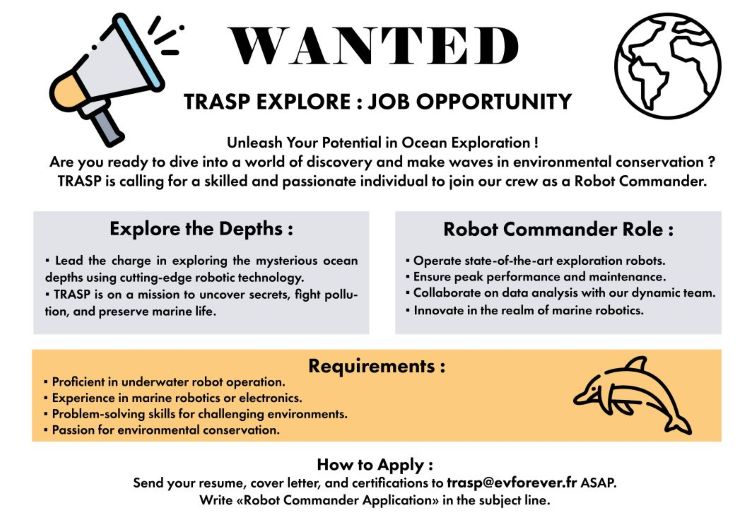 WANTED
TRASP EXPLORE : JOB OPPORTUNITY
Unleash Your Potential in Ocean Exploration !
Are you ready to dive into a world of discovery and make waves in environmental conservation ?
TRASP is calling for a skilled and passionate individual to join our crew as a Robot Commander.
Explore the Depths :
• Lead the charge in exploring the mysterious ocean
depths using cutting-edge robotic technology.
• TRASP is on a mission to uncover secrets, fight pollu-
tion, and preserve marine life.
Robot Commander Role :
• Operate state-of-the-art exploration robots.
• Ensure peak performance and maintenance.
• Collaborate on data analysis with our dynamic team.
• Innovate in the realm of marine robotics.
Requirements :
• Proficient in underwater robot operation.
• Experience in marine robotics or electronics.
• Problem-solving skills for challenging environments.
• Passion for environmental conservation.
How to Apply :
Send your resume, cover letter, and certifications to trasp@evforever.fr ASAP.
Write «Robot Commander Application» in the subject line.